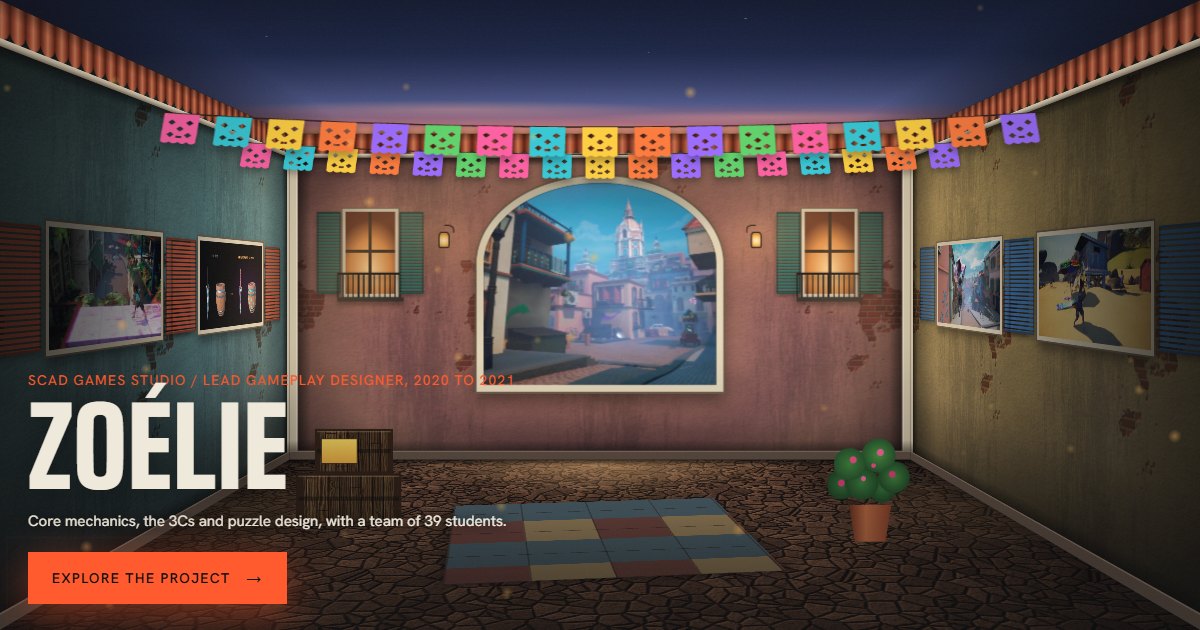 SCAD GAMES STUDIO / LEAD GAMEPLAY DESIGNER, 2020 TO 2021
ZOÉLIE
Core mechanics, the 3Cs and puzzle design, with a team of 39 students.
EXPLORE THE PROJECT →